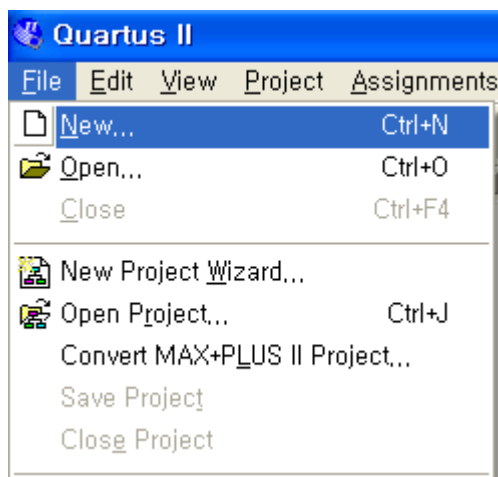 Quartus II
File Edit View Project Assignments
New... Ctrl+N
Open... Ctrl+O
Close Ctrl+F4
New Project Wizard...
Open Project... Ctrl+J
Convert MAX+PLUS II Project...
Save Project
Close Project